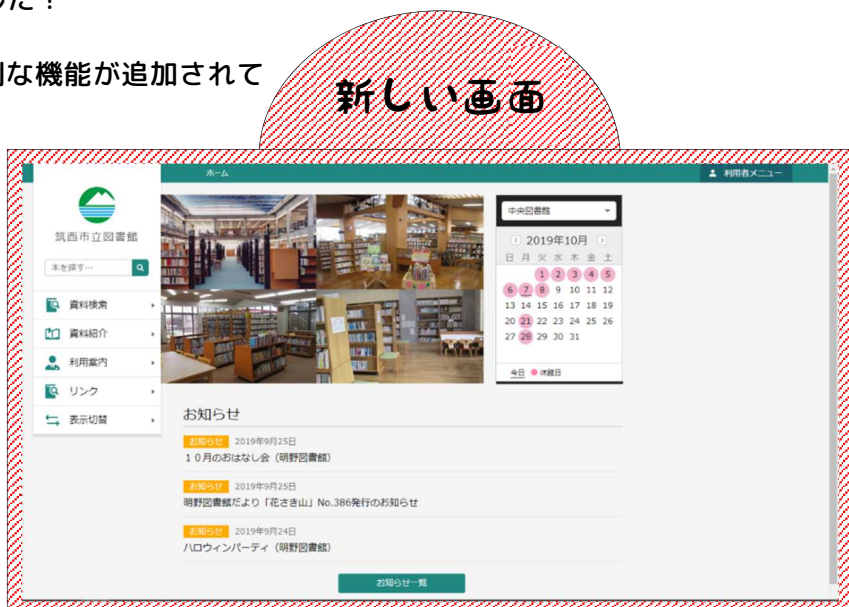 な機能が追加されて
新しい画面
ホーム
利用者メニュー
筑西市立図書館
本を探す…
資料検索
資料紹介
利用案内
リンク
表示切替
中央図書館
2019年10月
日 月 火 水 木 金 土
1 2 3 4 5
6 7 8 9 10 11 12
13 14 15 16 17 18 19
20 21 22 23 24 25 26
27 28 29 30 31
今日 休館日
お知らせ
お知らせ 2019年9月25日
10月のおはなし会（明野図書館）
お知らせ 2019年9月25日
明野図書館だより「花さき山」No.386発行のお知らせ
お知らせ 2019年9月24日
ハロウィンパーティ（明野図書館）
お知らせ一覧